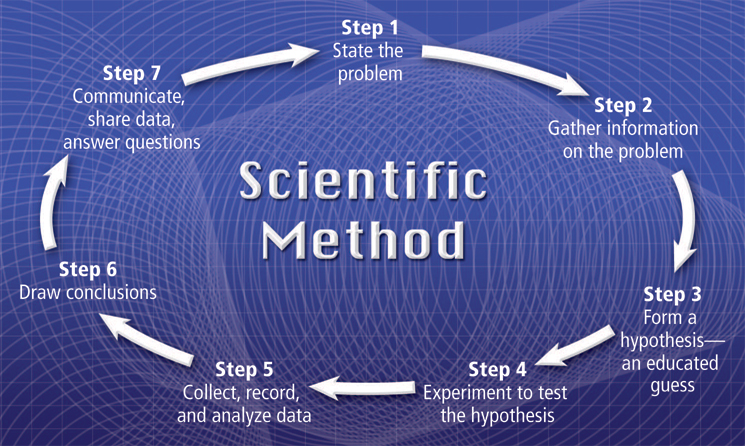 Scientific
Method
Step 1
State the
problem
Step 2
Gather information
on the problem
Step 3
Form a
hypothesis—
an educated
guess
Step 4
Experiment to test
the hypothesis
Step 5
Collect, record,
and analyze data
Step 6
Draw conclusions
Step 7
Communicate,
share data,
answer questions